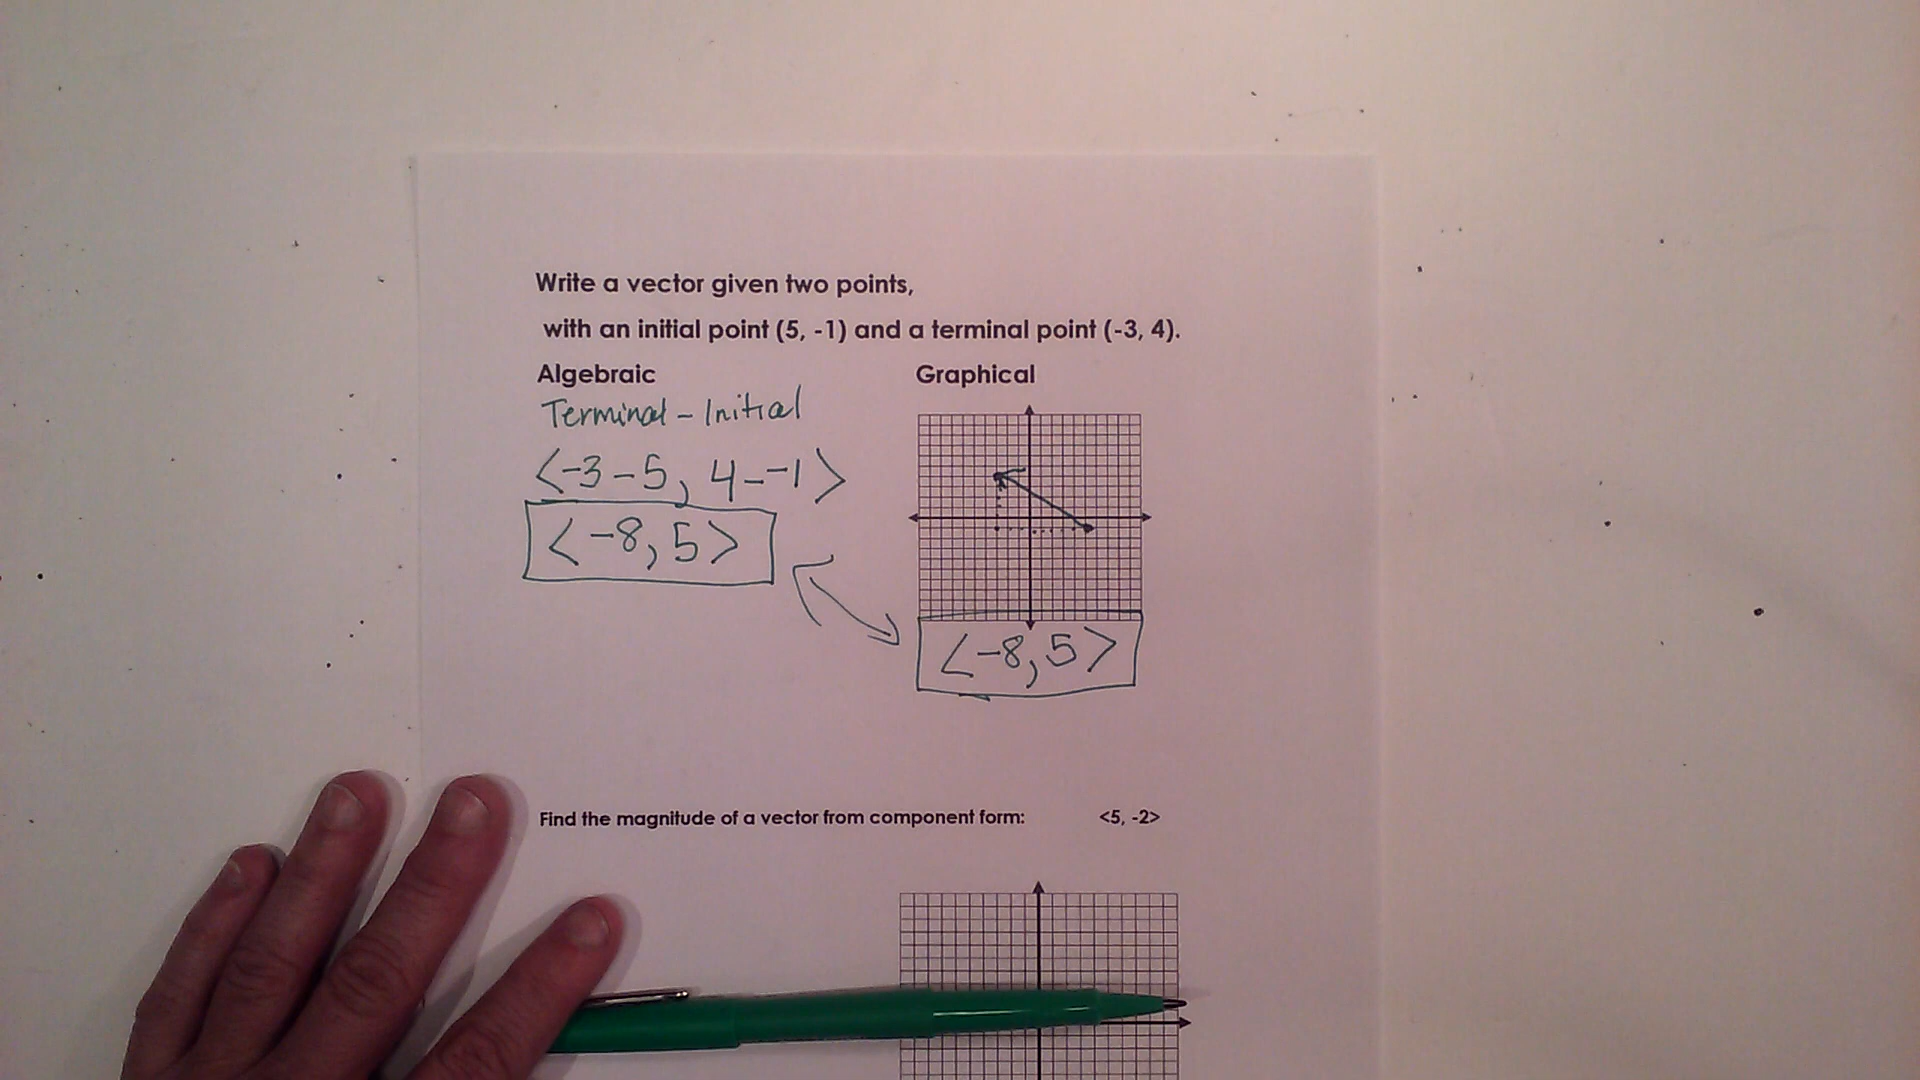 Write a vector given two points,
with an initial point (5, -1) and a terminal point (-3, 4).
Algebraic
Graphical
Terminal - Initial
<-3-5, 4--1>
<-8, 5>
<-8, 5>
Find the magnitude of a vector from component form: <5, -2>